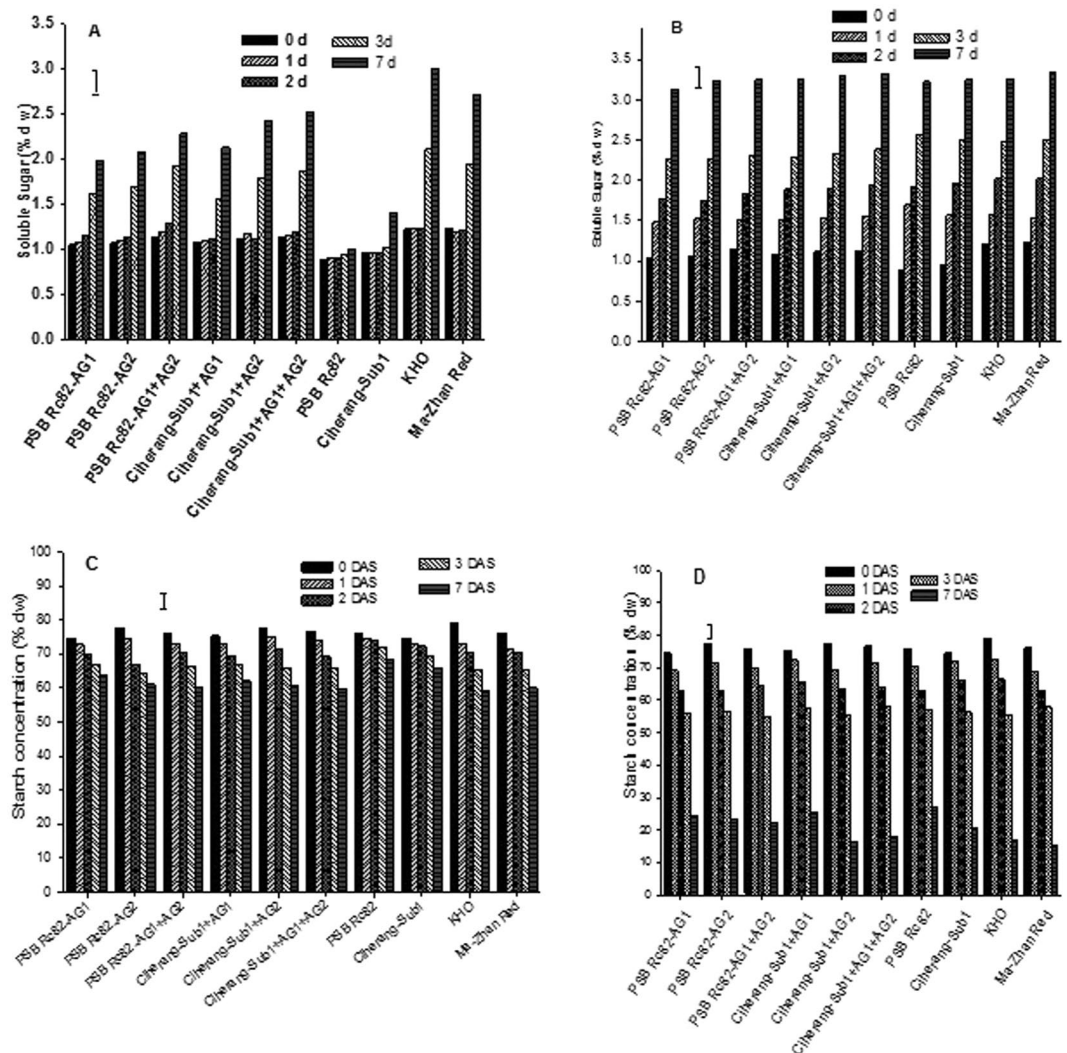 A
0 d
1 d
2 d
3d
7 d
Soluble Sugar (% d w)
3.5
3.0
2.5
2.0
1.5
1.0
0.5
0.0
PSB Rc82-AG1
PSB Rc82-AG2
PSB Rc82-AG1+AG2
Ciherang-Sub1+AG1
Ciherang-Sub1+AG2
Ciherang-Sub1+AG1+AG2
PSB Rc82
Ciherang-Sub1
KHO
Ma-Zhan Red
B
0 d
1 d
2 d
3 d
7 d
Soluble Sugar (% dw)
3.5
3.0
2.5
2.0
1.5
1.0
0.5
0.0
PSB Rc82-AG1
PSB Rc82-AG2
PSB Rc82-AG1+AG2
Ciherang-Sub1+AG1
Ciherang-Sub1+AG2
Ciherang-Sub1+AG1+AG2
PSB Rc82
Ciherang-Sub1
KHO
Ma-Zhan Red
C
0 DAS
1 DAS
2 DAS
3 DAS
7 DAS
Starch concentration (% dw)
100
90
80
70
60
50
40
30
20
10
0
PSB Rc82-AG1
PSB Rc82-AG2
PSB Rc82-AG1+AG2
Ciherang-Sub1+AG1
Ciherang-Sub1+AG2
Ciherang-Sub1+AG1+AG2
PSB Rc82
Ciherang-Sub1
KHO
Ma-Zhan Red
D
0 DAS
1 DAS
2 DAS
3 DAS
7 DAS
Starch concentration (% dw)
100
90
80
70
60
50
40
30
20
10
0
PSB Rc82-AG1
PSB Rc82-AG2
PSB Rc82-AG1+AG2
Ciherang-Sub1+AG1
Ciherang-Sub1+AG2
Ciherang-Sub1+AG1+AG2
PSB Rc82
Ciherang-Sub1
KHO
Ma-Zhan Red